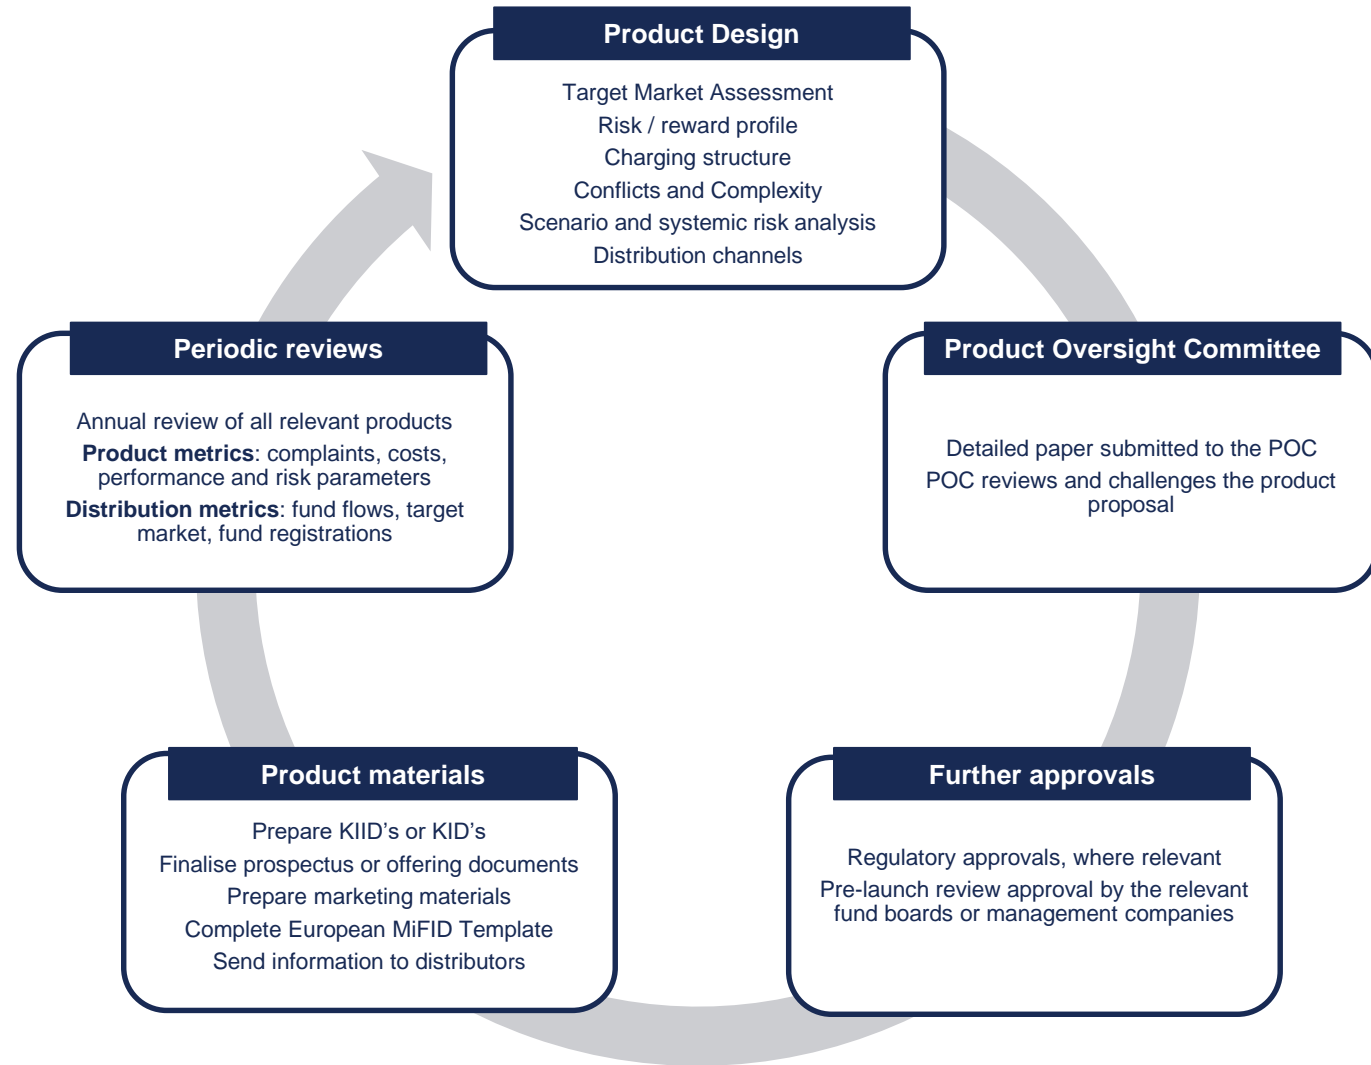 Product Design
Target Market Assessment
Risk / reward profile
Charging structure
Conflicts and Complexity
Scenario and systemic risk analysis
Distribution channels
Product Oversight Committee
Detailed paper submitted to the POC
POC reviews and challenges the product
proposal
Further approvals
Regulatory approvals, where relevant
Pre-launch review approval by the relevant
fund boards or management companies
Product materials
Prepare KIID’s or KID’s
Finalise prospectus or offering documents
Prepare marketing materials
Complete European MiFID Template
Send information to distributors
Periodic reviews
Annual review of all relevant products
Product metrics: complaints, costs,
performance and risk parameters
Distribution metrics: fund flows, target
market, fund registrations